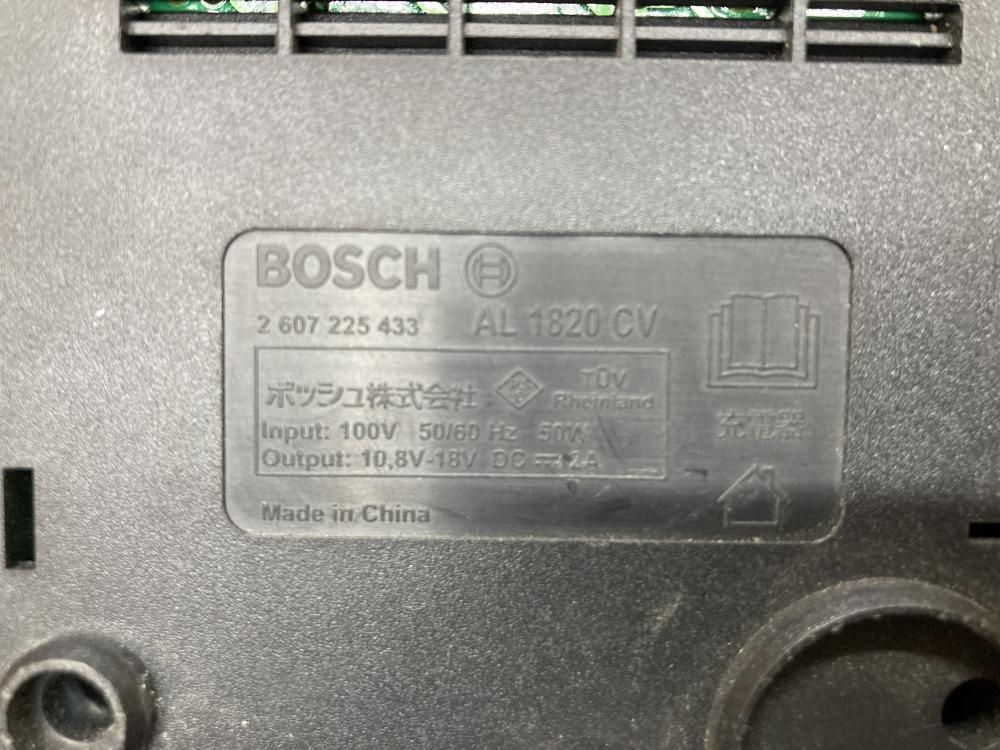 BOSCH
2 607 225 433 AL 1820 CV
ボッシュ株式会社 PS E TÜV
Rheinland
充電器
Input: 100V 50/60 Hz 50W
Output: 10,8V-18V DC ⎓ 2A
Made in China